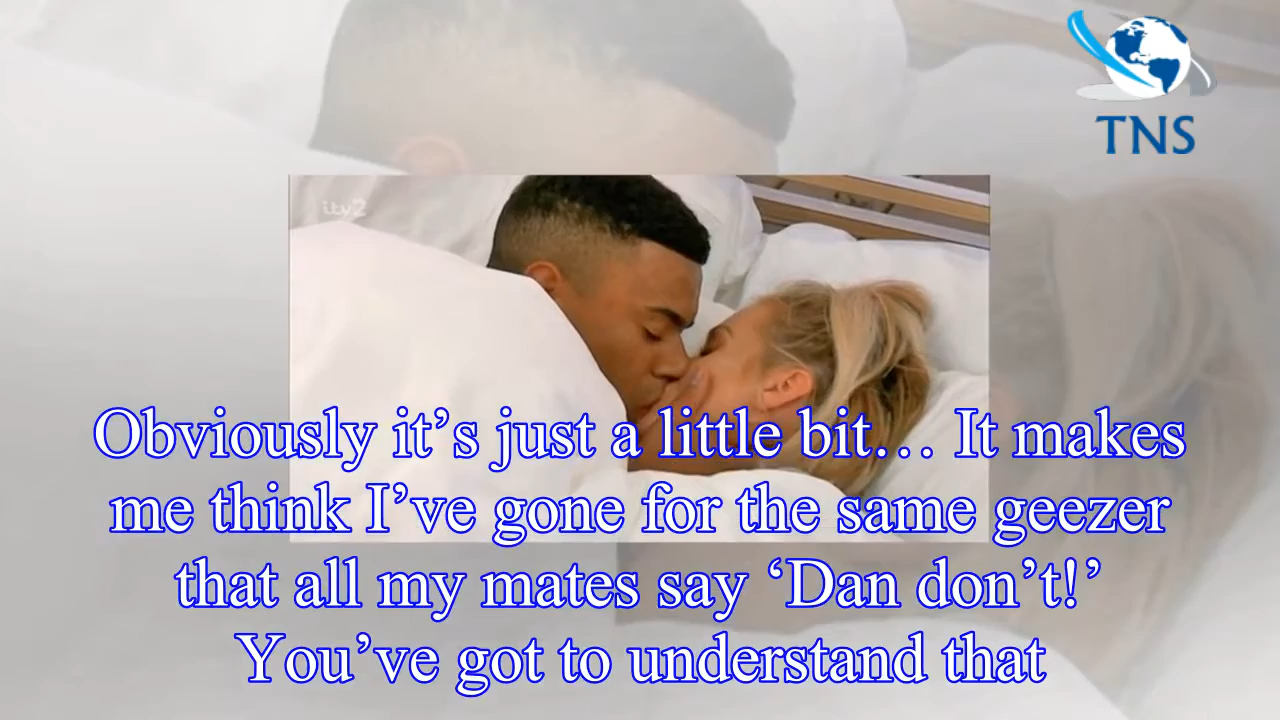 TNS
itv2
Obviously it’s just a little bit… It makes
me think I’ve gone for the same geezer
that all my mates say ‘Dan don’t!’
You’ve got to understand that